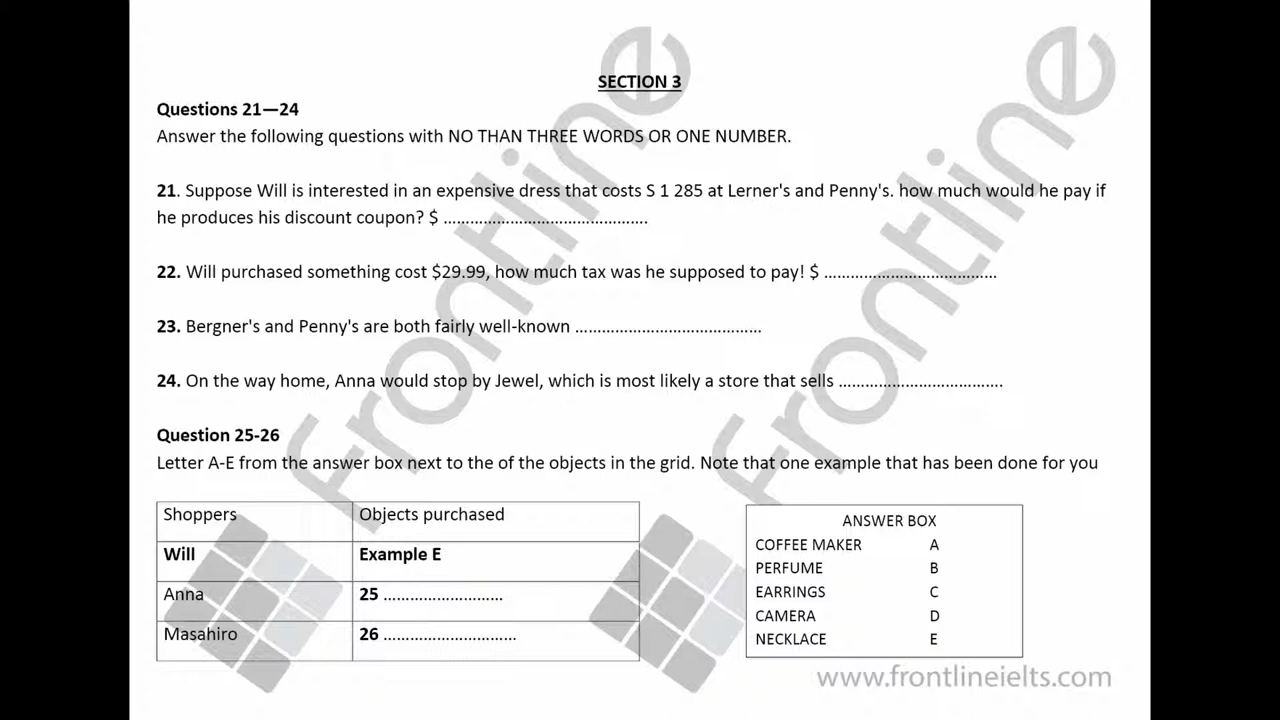 SECTION 3
Questions 21—24
Answer the following questions with NO THAN THREE WORDS OR ONE NUMBER.
21. Suppose Will is interested in an expensive dress that costs S 1 285 at Lerner's and Penny's. how much would he pay if
he produces his discount coupon? $ ……………………………………….
22. Will purchased something cost $29.99, how much tax was he supposed to pay! $ …………………………………
23. Bergner's and Penny's are both fairly well-known ……………………………………
24. On the way home, Anna would stop by Jewel, which is most likely a store that sells ……………………………….
Question 25-26
Letter A-E from the answer box next to the of the objects in the grid. Note that one example that has been done for you
Shoppers Objects purchased
Will Example E
Anna 25 ………………………
Masahiro 26 …………………………
ANSWER BOX
COFFEE MAKER A
PERFUME B
EARRINGS C
CAMERA D
NECKLACE E
frontline
frontline
www.frontlineielts.com